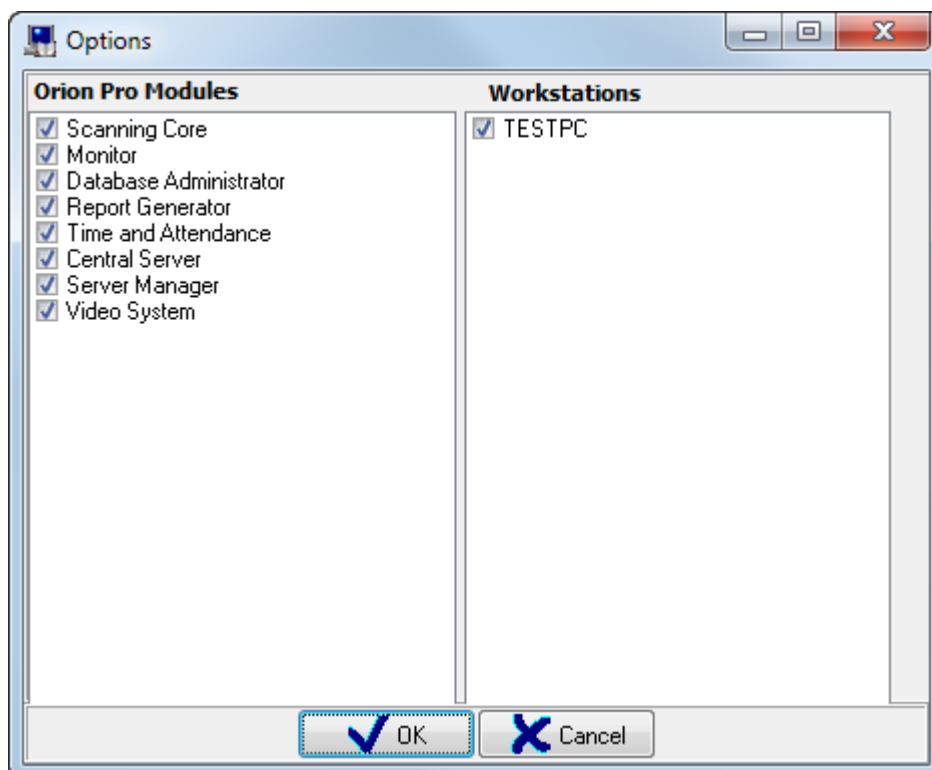 Options
Orion Pro Modules
Scanning Core
Monitor
Database Administrator
Report Generator
Time and Attendance
Central Server
Server Manager
Video System
Workstations
TESTPC
OK
Cancel